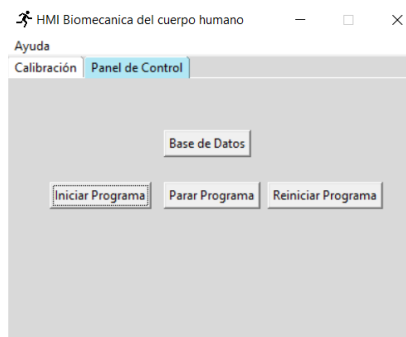 HMI Biomecanica del cuerpo humano
Ayuda
Calibración Panel de Control
Base de Datos
Iniciar Programa Parar Programa Reiniciar Programa